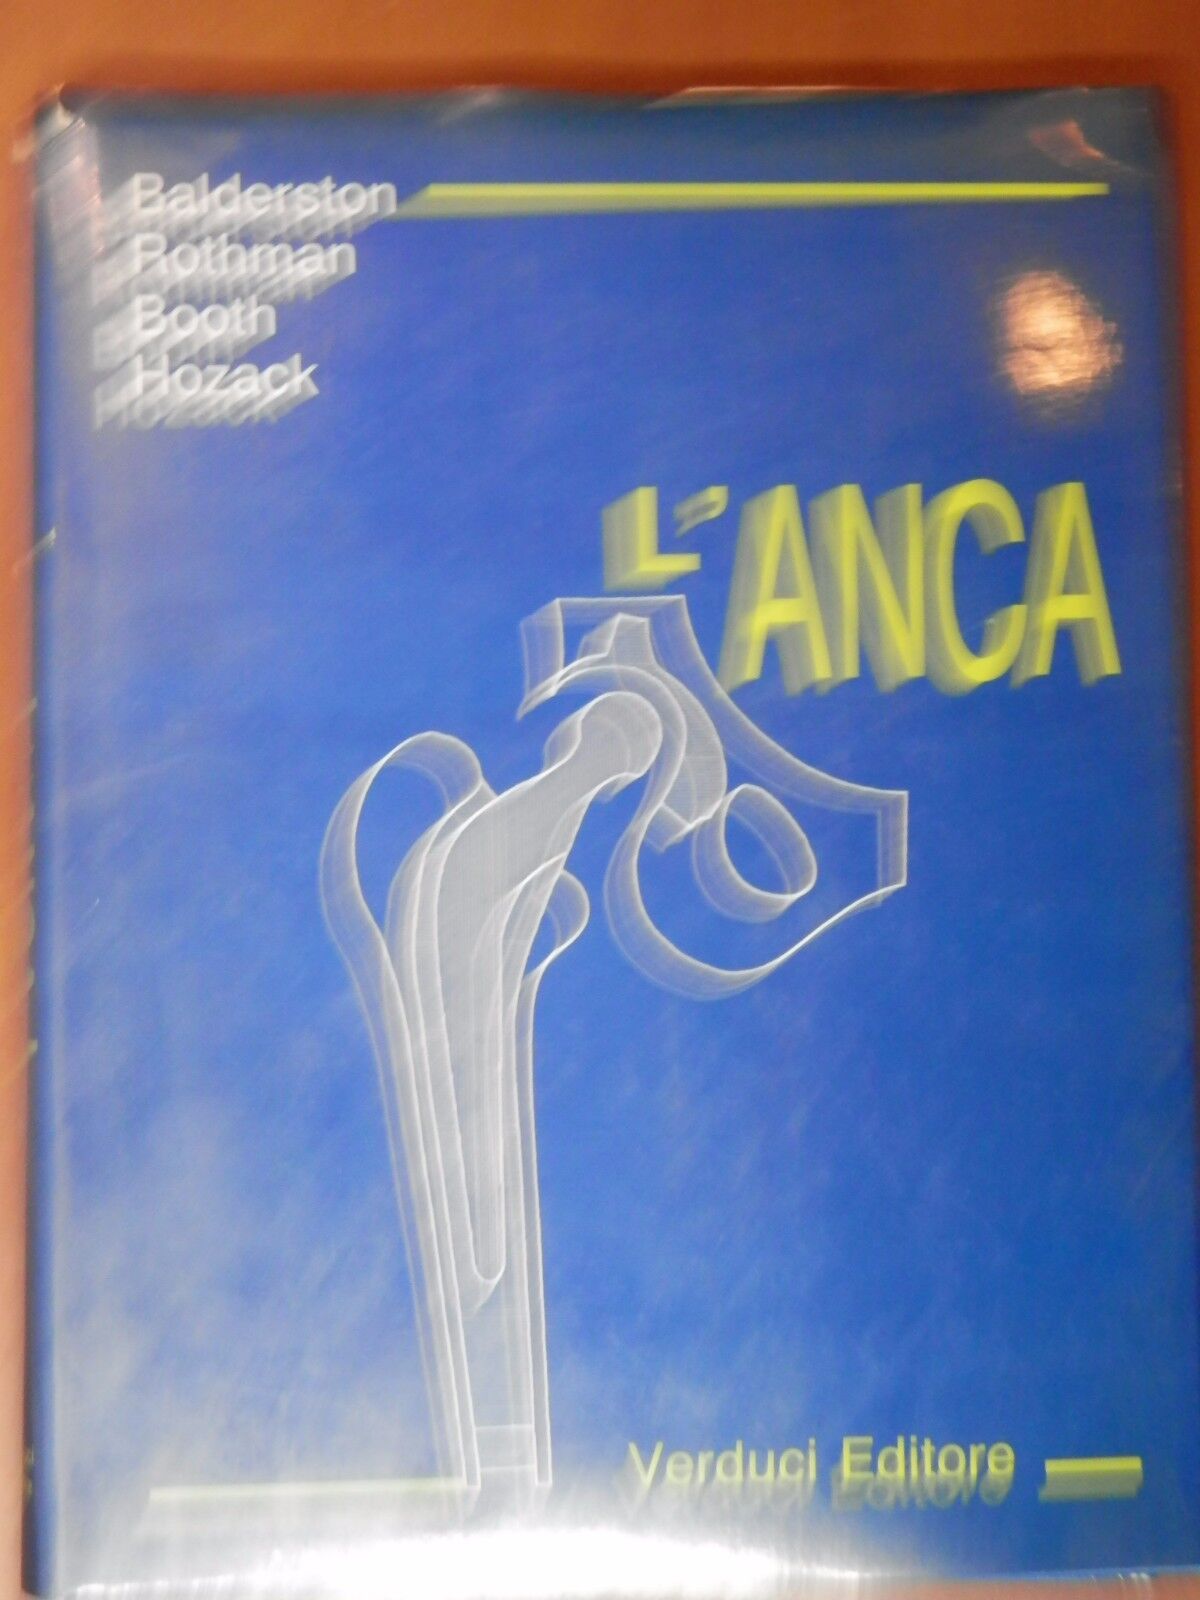 Balderston
Rothman
Booth
Hozack
L'ANCA
Verduci Editore